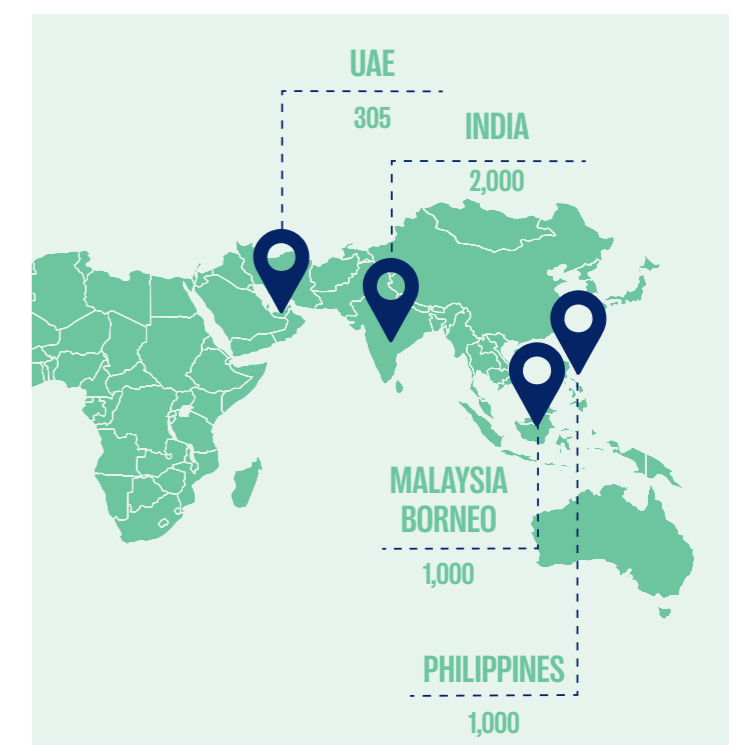 UAE
305
INDIA
2,000
MALAYSIA
BORNEO
1,000
PHILIPPINES
1,000